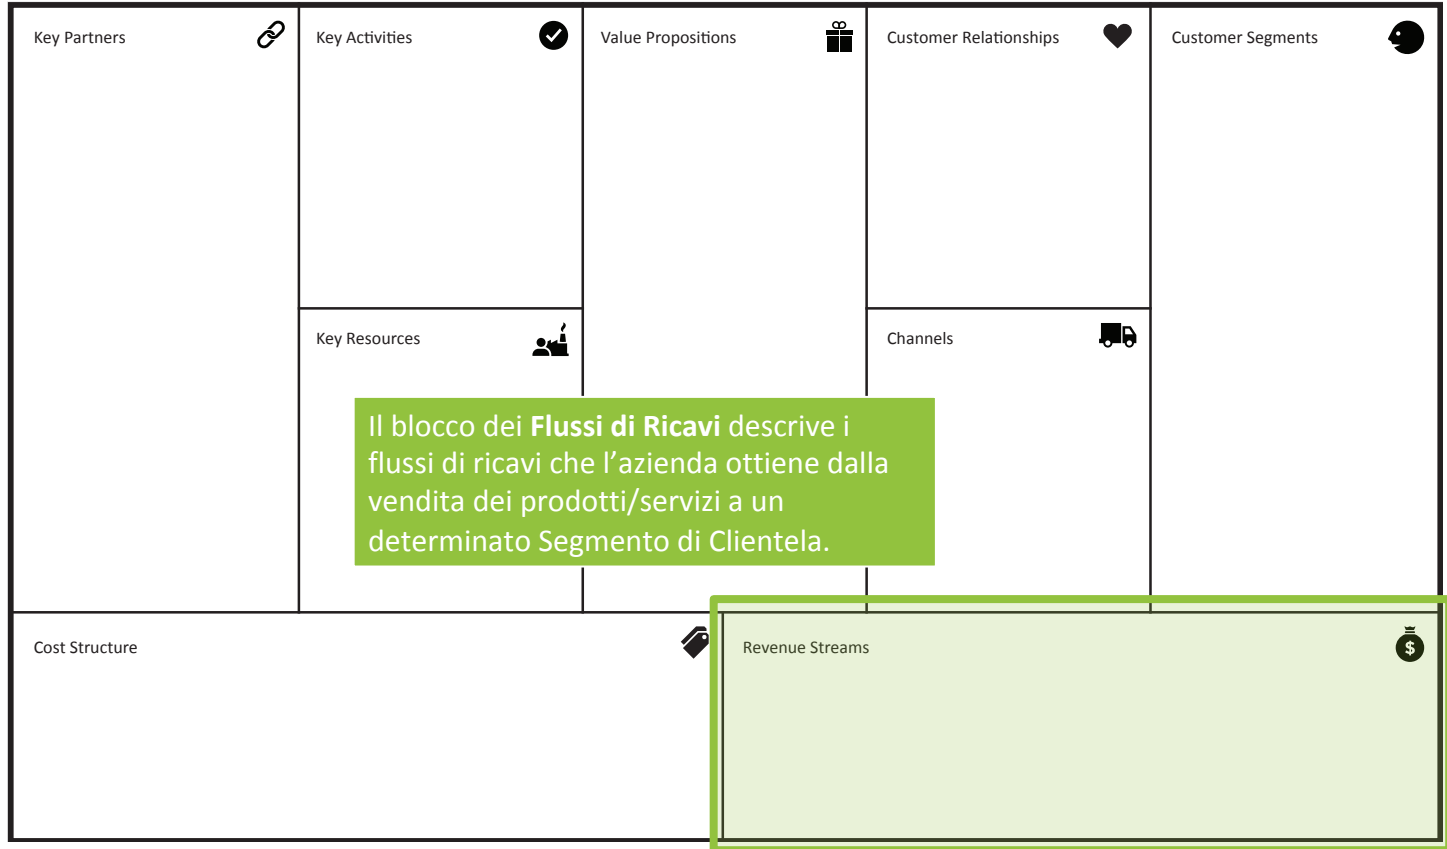 Key Partners
Key Activities
Value Propositions
Customer Relationships
Customer Segments
Key Resources
Channels
Il blocco dei Flussi di Ricavi descrive i
flussi di ricavi che l’azienda ottiene dalla
vendita dei prodotti/servizi a un
determinato Segmento di Clientela.
Cost Structure
Revenue Streams
$